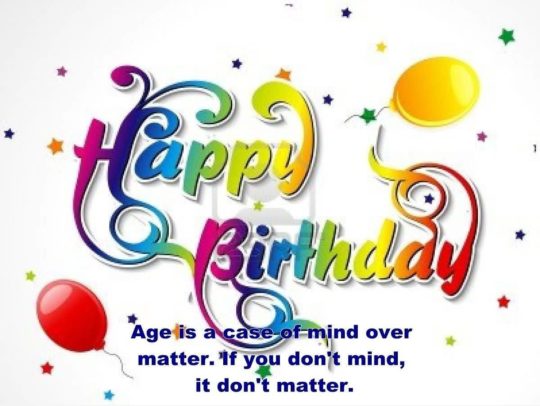 Happy
Birthday
Age is a case of mind over
matter. If you don't mind,
it don't matter.